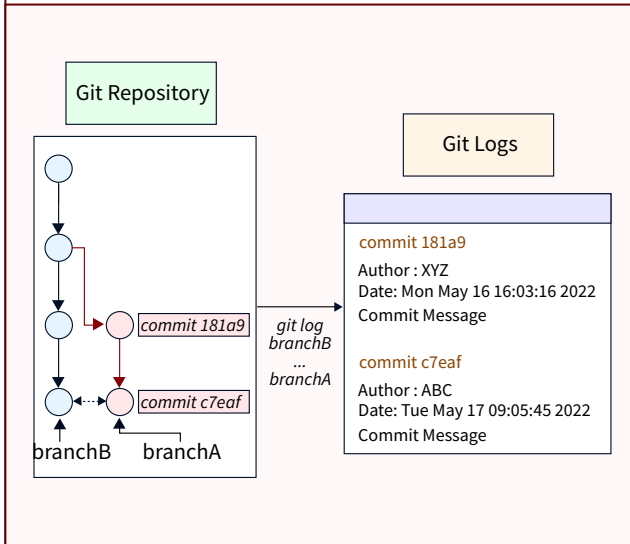 Git Repository
commit 181a9
commit c7eaf
branchB
branchA
git log
branchB
...
branchA
Git Logs
commit 181a9
Author : XYZ
Date: Mon May 16 16:03:16 2022
Commit Message
commit c7eaf
Author : ABC
Date: Tue May 17 09:05:45 2022
Commit Message